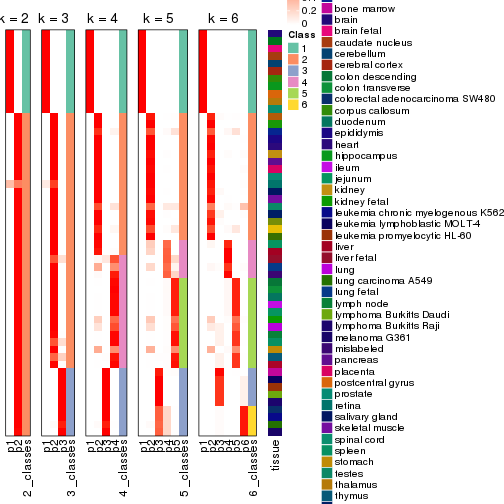 k = 2 k = 3 k = 4 k = 5 k = 6
0.2
0
Class
1
2
3
4
5
6
bone marrow
brain
brain fetal
caudate nucleus
cerebellum
cerebral cortex
colon descending
colon transverse
colorectal adenocarcinoma SW480
corpus callosum
duodenum
epididymis
heart
hippocampus
ileum
jejunum
kidney
kidney fetal
leukemia chronic myelogenous K562
leukemia lymphoblastic MOLT-4
leukemia promyelocytic HL-60
liver
liver fetal
lung
lung carcinoma A549
lung fetal
lymph node
lymphoma Burkitts Daudi
lymphoma Burkitts Raji
melanoma G361
mislabeled
pancreas
placenta
postcentral gyrus
prostate
retina
salivary gland
skeletal muscle
spinal cord
spleen
stomach
testes
thalamus
thymus
p1
p2
2_classes
p1
p2
p3
3_classes
p1
p2
p3
p4
4_classes
p1
p2
p3
p4
p5
5_classes
p1
p2
p3
p4
p5
p6
6_classes
tissue